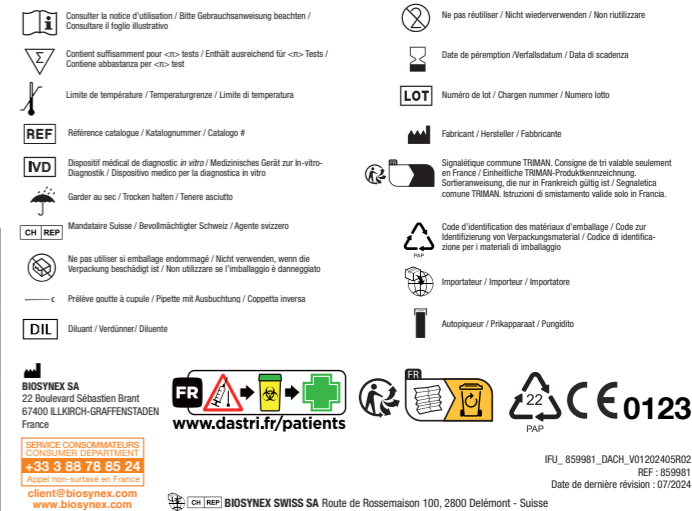 Consulter la notice d'utilisation / Bitte Gebrauchsanweisung beachten /
Consultare il foglio illustrativo
Σ
Contient suffisamment pour <n> tests / Enthält ausreichend für <n> Tests /
Contiene abbastanza per <n> test
Limite de température / Temperaturgrenze / Limite di temperatura
REF
Référence catalogue / Katalognummer / Catalogo #
IVD
Dispositif médical de diagnostic in vitro / Medizinisches Gerät zur In-vitro-
Diagnostik / Dispositivo medico per la diagnostica in vitro
Garder au sec / Trocken halten / Tenere asciutto
CH REP
Mandataire Suisse / Bevollmächtigter Schweiz / Agente svizzero
Ne pas utiliser si emballage endommagé / Nicht verwenden, wenn die
Verpackung beschädigt ist / Non utilizzare se l'imballaggio è danneggiato
Prélève goutte à cupule / Pipette mit Ausbuchtung / Coppetta inversa
DIL
Diluant / Verdünner/ Diluente
2
Ne pas réutiliser / Nicht wiederverwenden / Non riutilizzare
Date de péremption /Verfallsdatum / Data di scadenza
LOT
Numéro de lot / Chargen nummer / Numero lotto
Fabricant / Hersteller / Fabbricante
FR
Signalétique commune TRIMAN. Consigne de tri valable seulement
en France / Einheitliche TRIMAN-Produktkennzeichnung.
Sortieranweisung, die nur in Frankreich gültig ist / Segnaletica
comune TRIMAN. Istruzioni di smistamento valide solo in Francia.
PAP
Code d'identification des matériaux d'emballage / Code zur
Identifizierung von Verpackungsmaterial / Codice di identifica-
zione per i materiali di imballaggio
Importateur / Importeur / Importatore
Autopiqueur / Prikapparaat / Pungidito
BIOSYNEX SA
22 Boulevard Sébastien Brant
67400 ILLKIRCH-GRAFFENSTADEN
France
SERVICE CONSOMMATEURS
CONSUMER DEPARTMENT
+33 3 88 78 85 24
Appel non-surtaxé en France
client@biosynex.com
www.biosynex.com
FR
www.dastri.fr/patients
FR
22
PAP
CE 0123
IFU_ 859981_DACH_V01202405R02
REF : 859981
Date de dernière révision : 07/2024
CH REP BIOSYNEX SWISS SA Route de Rossemaison 100, 2800 Delémont - Suisse